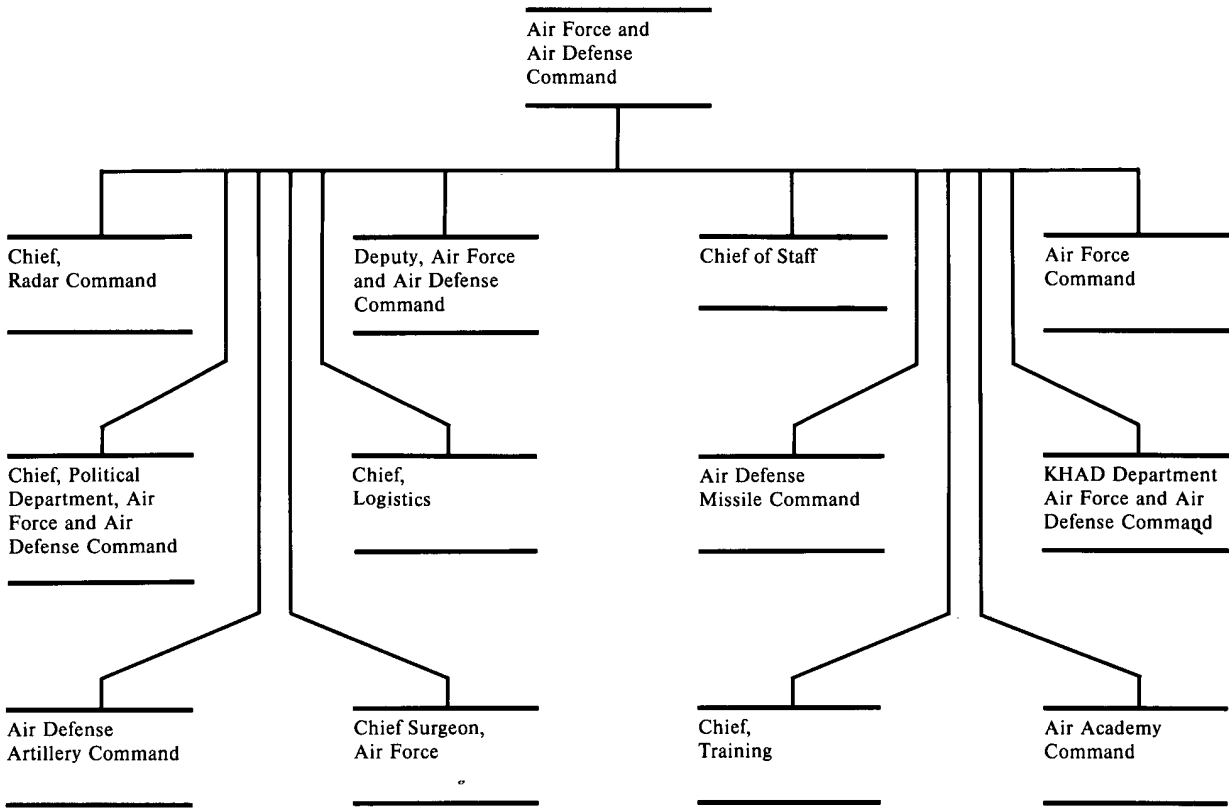 Air Force and
Air Defense
Command
Chief,
Radar Command
Deputy, Air Force
and Air Defense
Command
Chief of Staff
Air Force
Command
Chief, Political
Department, Air
Force and Air
Defense Command
Chief,
Logistics
Air Defense
Missile Command
KHAD Department
Air Force and Air
Defense Command
Air Defense
Artillery Command
Chief Surgeon,
Air Force
Chief,
Training
Air Academy
Command